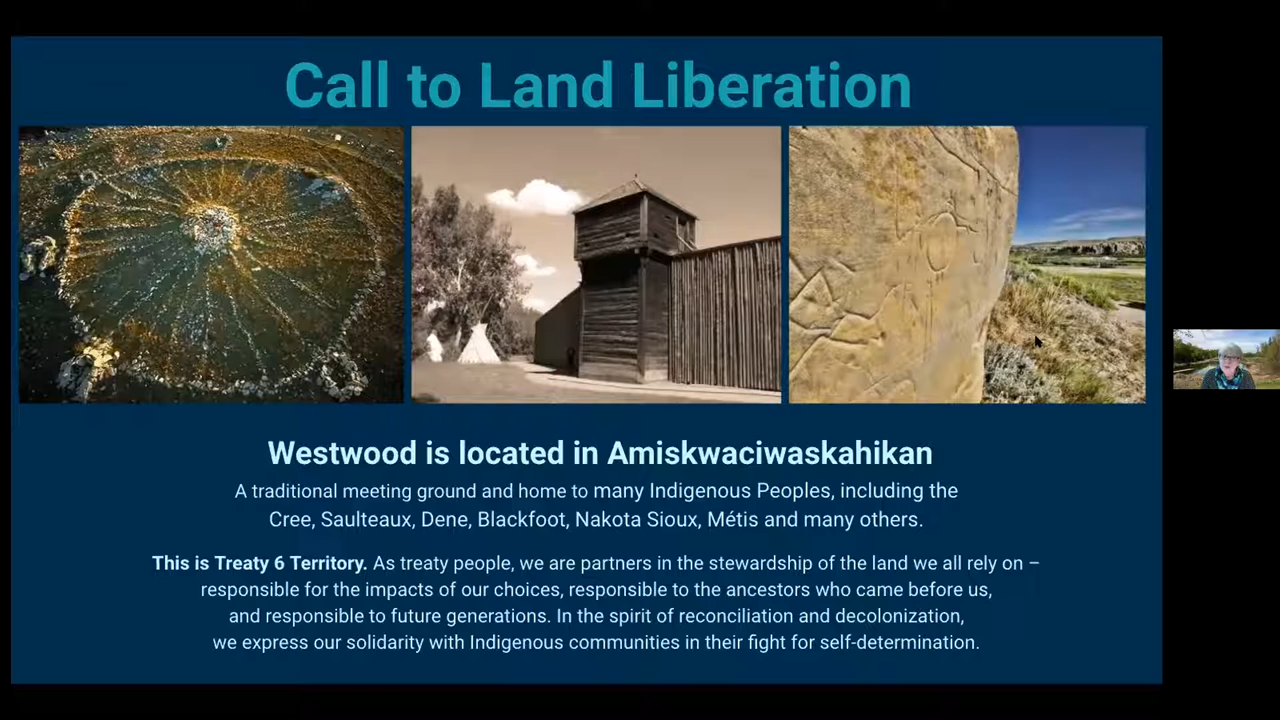 Call to Land Liberation
Westwood is located in Amiskwaciwaskahikan
A traditional meeting ground and home to many Indigenous Peoples, including the
Cree, Saulteaux, Dene, Blackfoot, Nakota Sioux, Métis and many others.
This is Treaty 6 Territory. As treaty people, we are partners in the stewardship of the land we all rely on –
responsible for the impacts of our choices, responsible to the ancestors who came before us,
and responsible to future generations. In the spirit of reconciliation and decolonization,
we express our solidarity with Indigenous communities in their fight for self-determination.